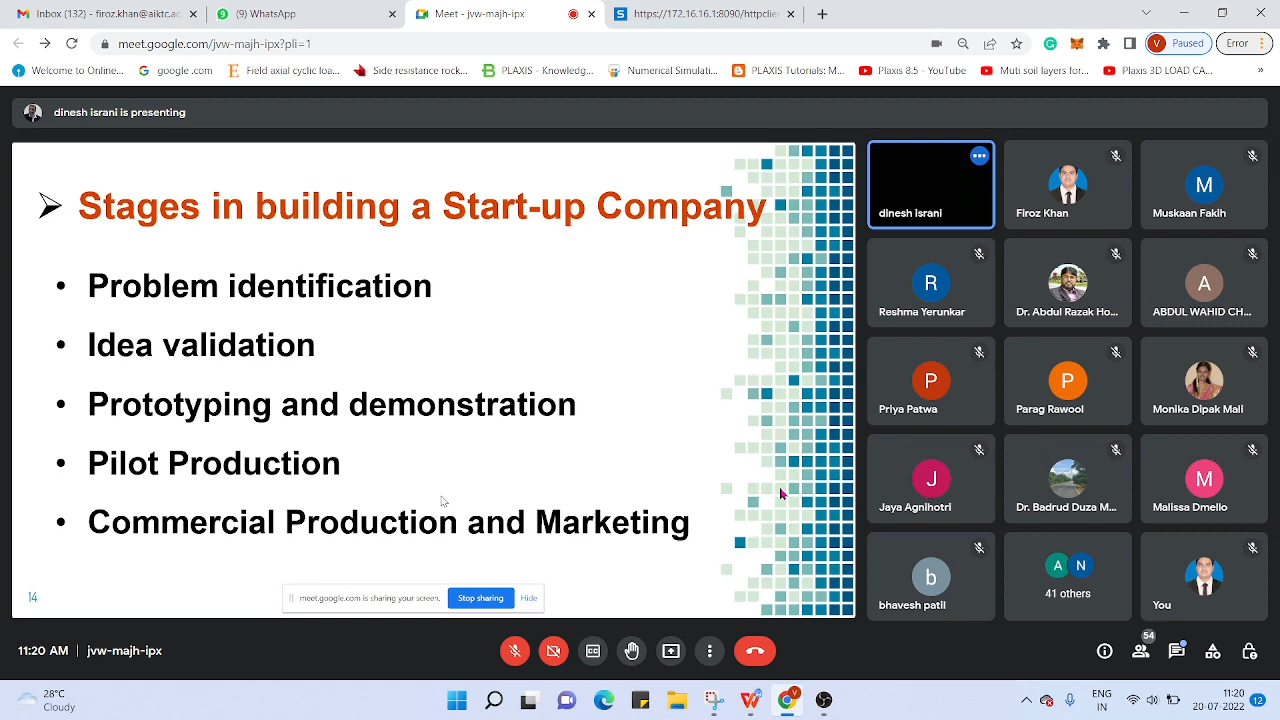 Inbox (132) - firoz.khan@aiktc.ac
(9) WhatsApp
Meet - jvw-majh-ipx
https://172.16.16.1:8090/httpclie
meet.google.com/jvw-majh-ipx?pli=1
V Paused
Error
Welcome to Online...
google com
Field axay,cyclic loa...
Side resistance roc...
PLAXIS - Knowledg...
Numerical Simulati...
PLAXIS Tutorials: M...
Plaxis 8.5 - YouTube
Muti soil layers for...
Plaxis 3D LOAD CA...
dinesh israni is presenting
Stages in building a Start-up Company
• Problem identification
• Idea validation
• Prototyping and demonstration
• Pilot Production
• Commercial Production and Marketing
14
meet.google.com is sharing your screen.
Stop sharing
Hide
dinesh israni
Firoz Khan
M
Muskaan Fakih
R
Reshma Yerunkar
Dr. Abdul Razak Ho...
A
ABDUL WAHID CH...
P
Priya Patwa
P
Parag Rawool
Monika Dipak Mali
J
Jaya Agnihotri
Dr. Badrud Duza M...
M
Malissa Dmello
b
bhavesh patil
A N
41 others
You
11:20 AM | jvw-majh-ipx
54
28°C
Cloudy
ENG
IN
11:20
20-07-2022
12